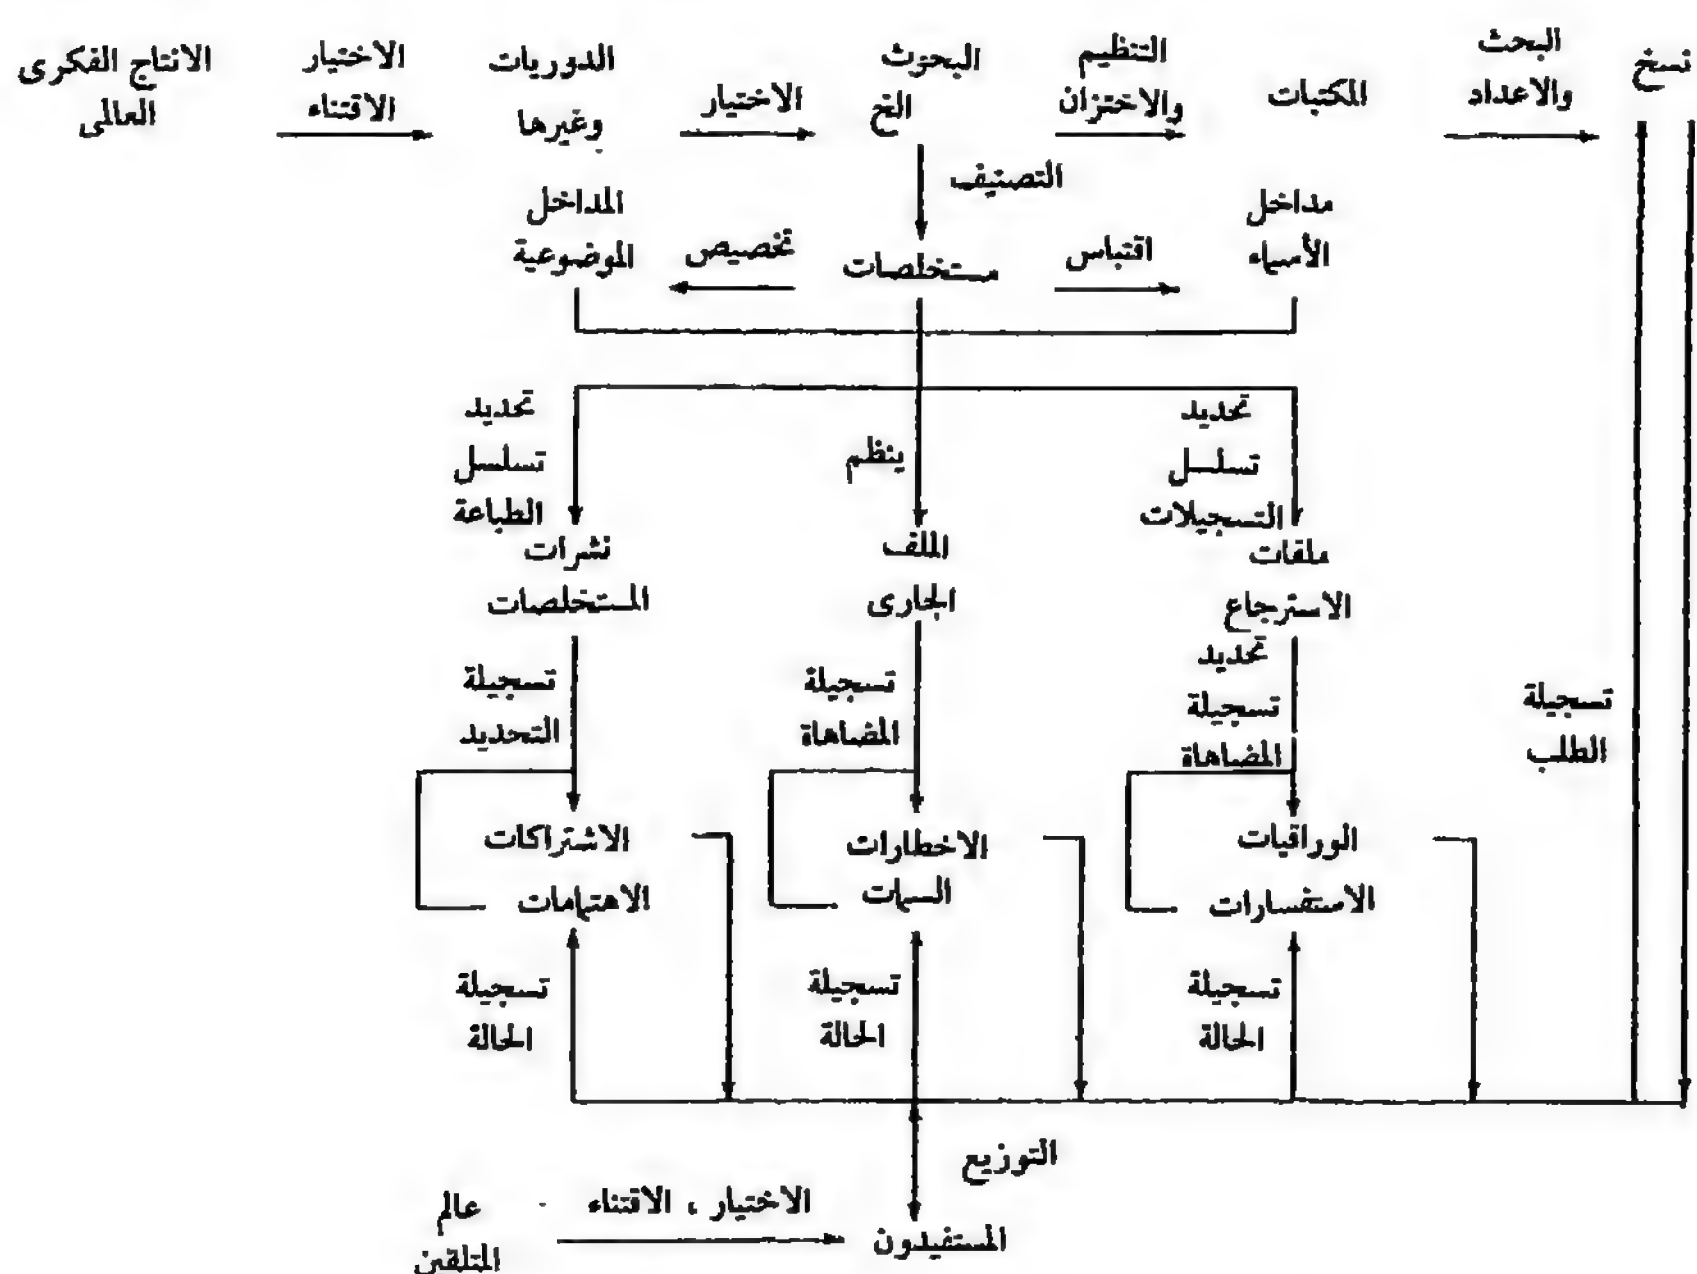 الانتاج الفكرى
العالمى
الاختيار
الاقتناء
الدوريات
وغيرها
الاختيار
البحوث
الخ
التنظيم
والاختزان
المكتبات
البحث
والاعداد
نسخ
التصنيف
المداخل
الموضوعية
تخصيص
مستخلصات
اقتباس
مداخل
الأسماء
تحديد
تسلسل
الطباعة
ينظم
تحديد
تسلسل
التسجيلات
نشرات
المستخلصات
الملف
الجارى
ملفات
الاسترجاع
تسجيلة
التحديد
تسجيلة
المضاهاة
تحديد
تسجيلة
المضاهاة
تسجيلة
الطلب
الاشتراكات
الاهتمامات
الاخطارات
السمات
الوراقيات
الاستفسارات
تسجيلة
الحالة
تسجيلة
الحالة
تسجيلة
الحالة
التوزيع
عالم
المتلقين
الاختيار ، الاقتناء
المستفيدون